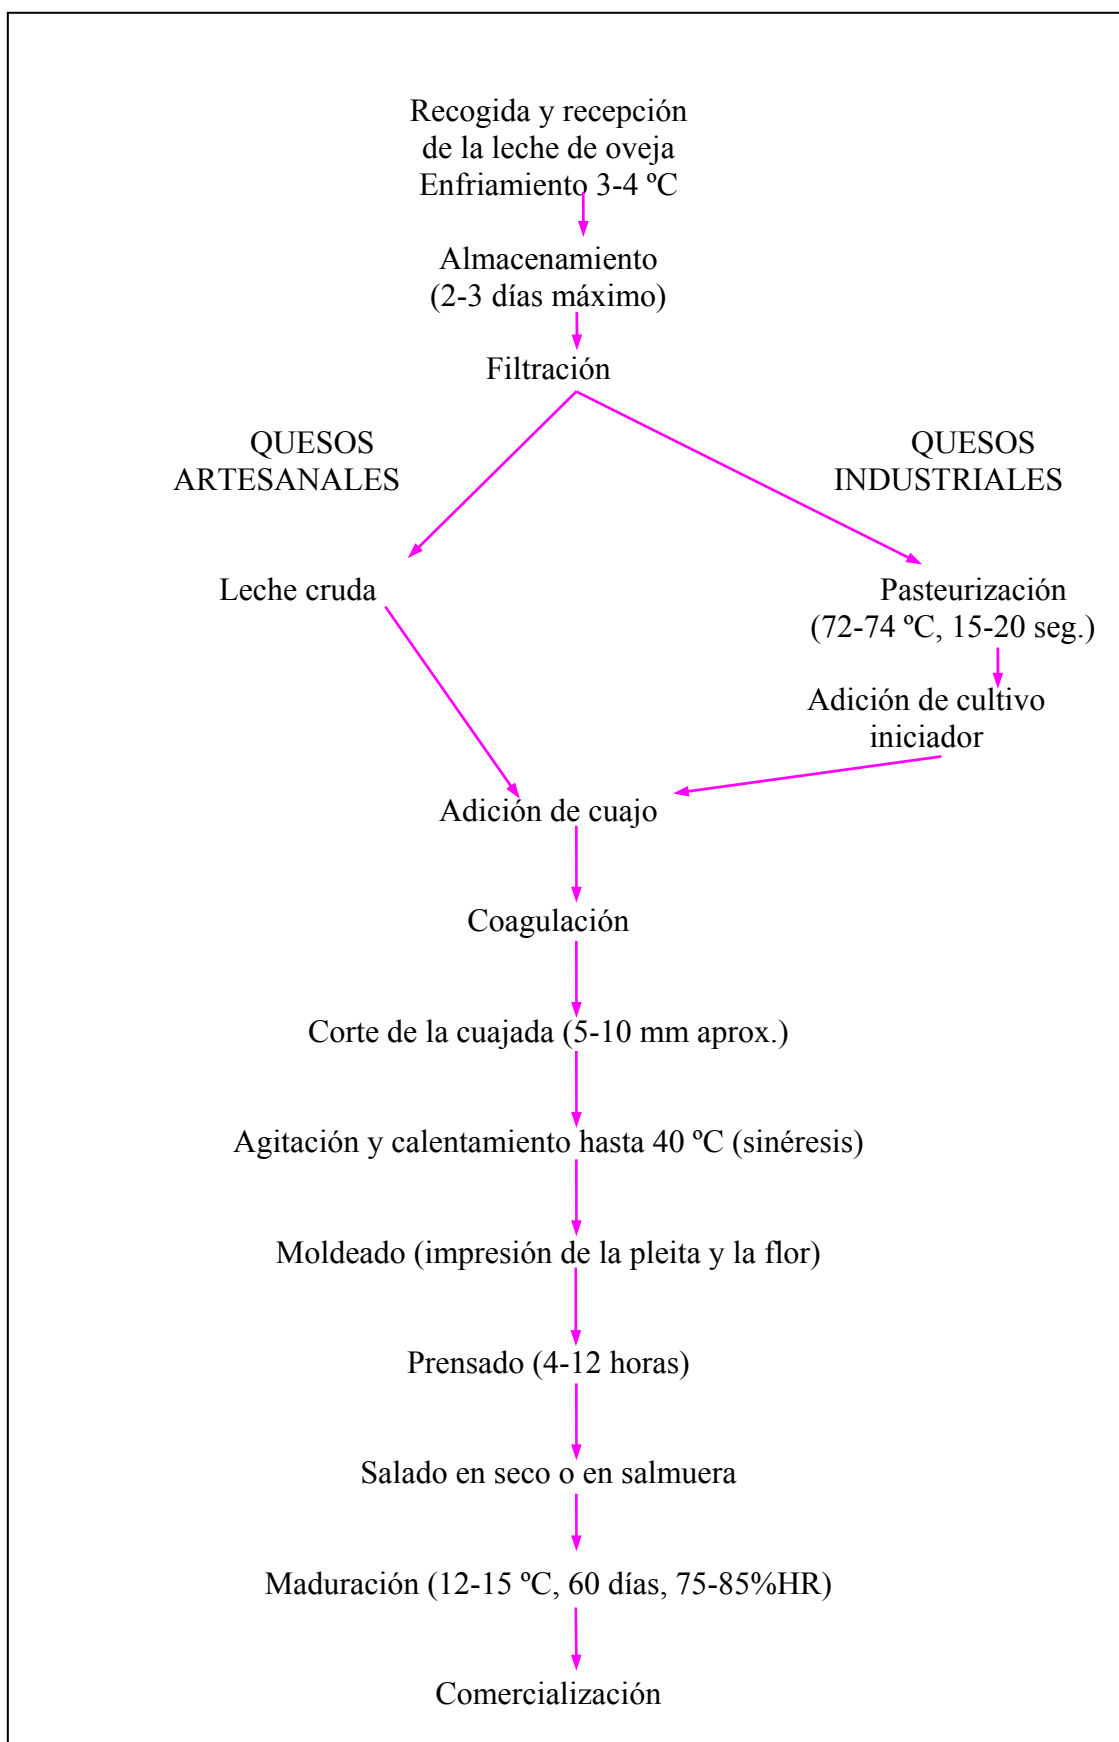 Recogida y recepción
de la leche de oveja
Enfriamiento 3-4 ºC
Almacenamiento
(2-3 días máximo)
Filtración
QUESOS
ARTESANALES
QUESOS
INDUSTRIALES
Leche cruda
Pasteurización
(72-74 ºC, 15-20 seg.)
Adición de cultivo
iniciador
Adición de cuajo
Coagulación
Corte de la cuajada (5-10 mm aprox.)
Agitación y calentamiento hasta 40 ºC (sinéresis)
Moldeado (impresión de la pleita y la flor)
Prensado (4-12 horas)
Salado en seco o en salmuera
Maduración (12-15 ºC, 60 días, 75-85%HR)
Comercialización